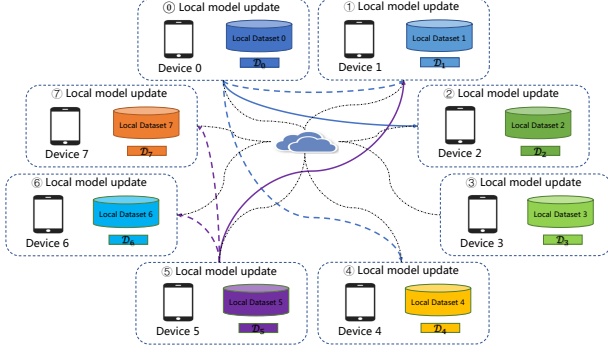 ⓪ Local model update
Local Dataset 0
𝒟₀
Device 0
① Local model update
Local Dataset 1
𝒟₁
Device 1
⑦ Local model update
Local Dataset 7
𝒟₇
Device 7
② Local model update
Local Dataset 2
𝒟₂
Device 2
⑥ Local model update
Local Dataset 6
𝒟₆
Device 6
③ Local model update
Local Dataset 3
𝒟₃
Device 3
⑤ Local model update
Local Dataset 5
𝒟₅
Device 5
④ Local model update
Local Dataset 4
𝒟₄
Device 4